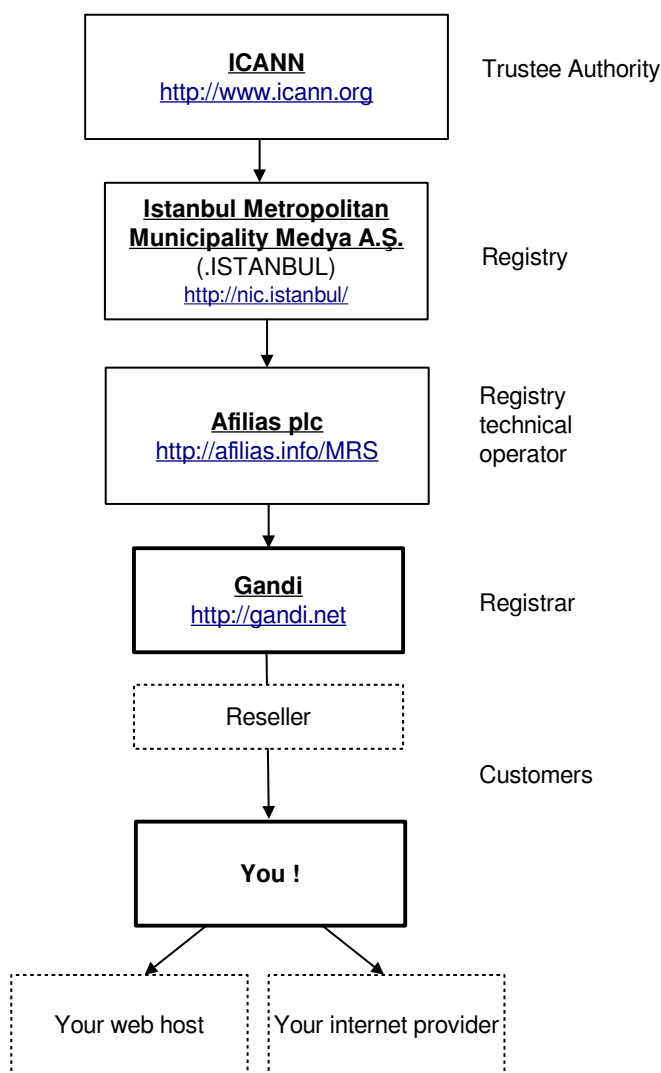 ICANN
http://www.icann.org
Trustee Authority
Istanbul Metropolitan
Municipality Medya A.Ş.
(.ISTANBUL)
http://nic.istanbul/
Registry
Afilias plc
http://afilias.info/MRS
Registry
technical
operator
Gandi
http://gandi.net
Registrar
Reseller
Customers
You !
Your web host
Your internet provider